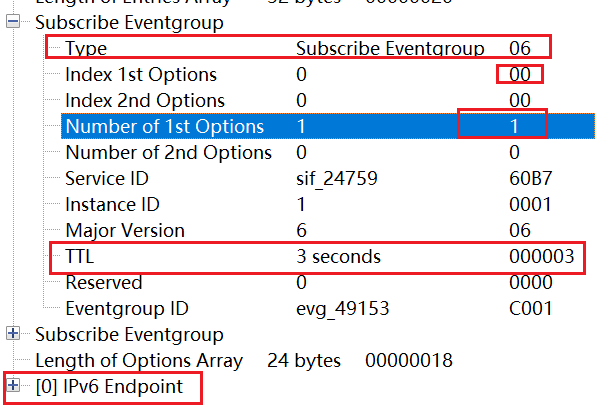 Length of Entries Array 32 bytes 00000020
Subscribe Eventgroup
Type Subscribe Eventgroup 06
Index 1st Options 0 00
Index 2nd Options 0 00
Number of 1st Options 1 1
Number of 2nd Options 0 0
Service ID sif_24759 60B7
Instance ID 1 0001
Major Version 6 06
TTL 3 seconds 000003
Reserved 0 0000
Eventgroup ID evg_49153 C001
Subscribe Eventgroup
Length of Options Array 24 bytes 00000018
[0] IPv6 Endpoint